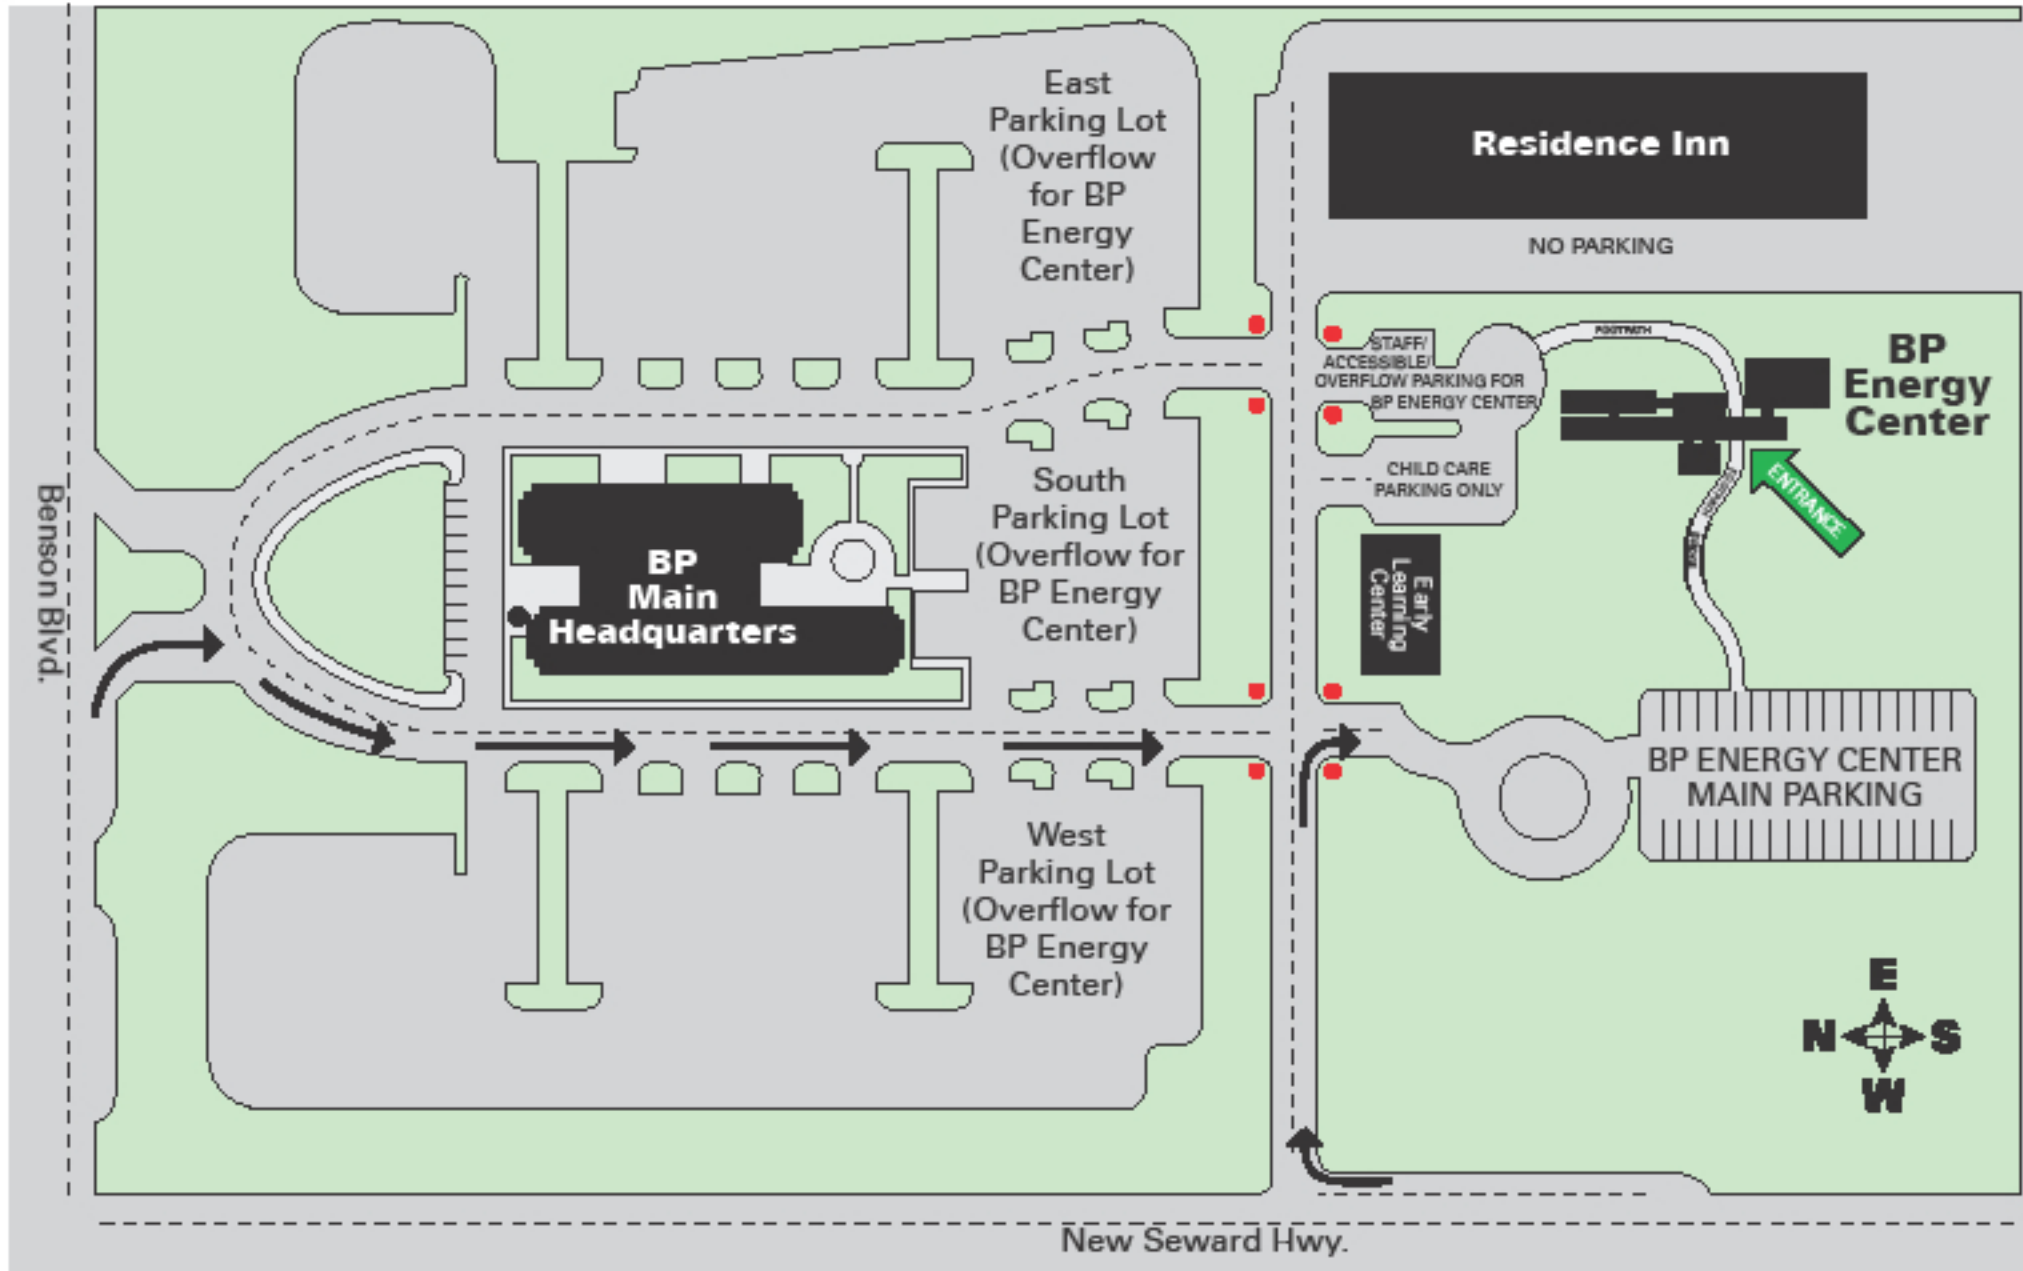 East
Parking Lot
(Overflow
for BP
Energy
Center)
Residence Inn
NO PARKING
FOOTPATH
STAFF/
ACCESSIBLE/
OVERFLOW PARKING FOR
BP ENERGY CENTER
BP
Energy
Center
ENTRANCE
CHILD CARE
PARKING ONLY
South
Parking Lot
(Overflow for
BP Energy
Center)
BP
Main
Headquarters
Benson Blvd.
Early
Learning
Center
BP ENERGY CENTER
MAIN PARKING
West
Parking Lot
(Overflow for
BP Energy
Center)
E
N S
W
New Seward Hwy.